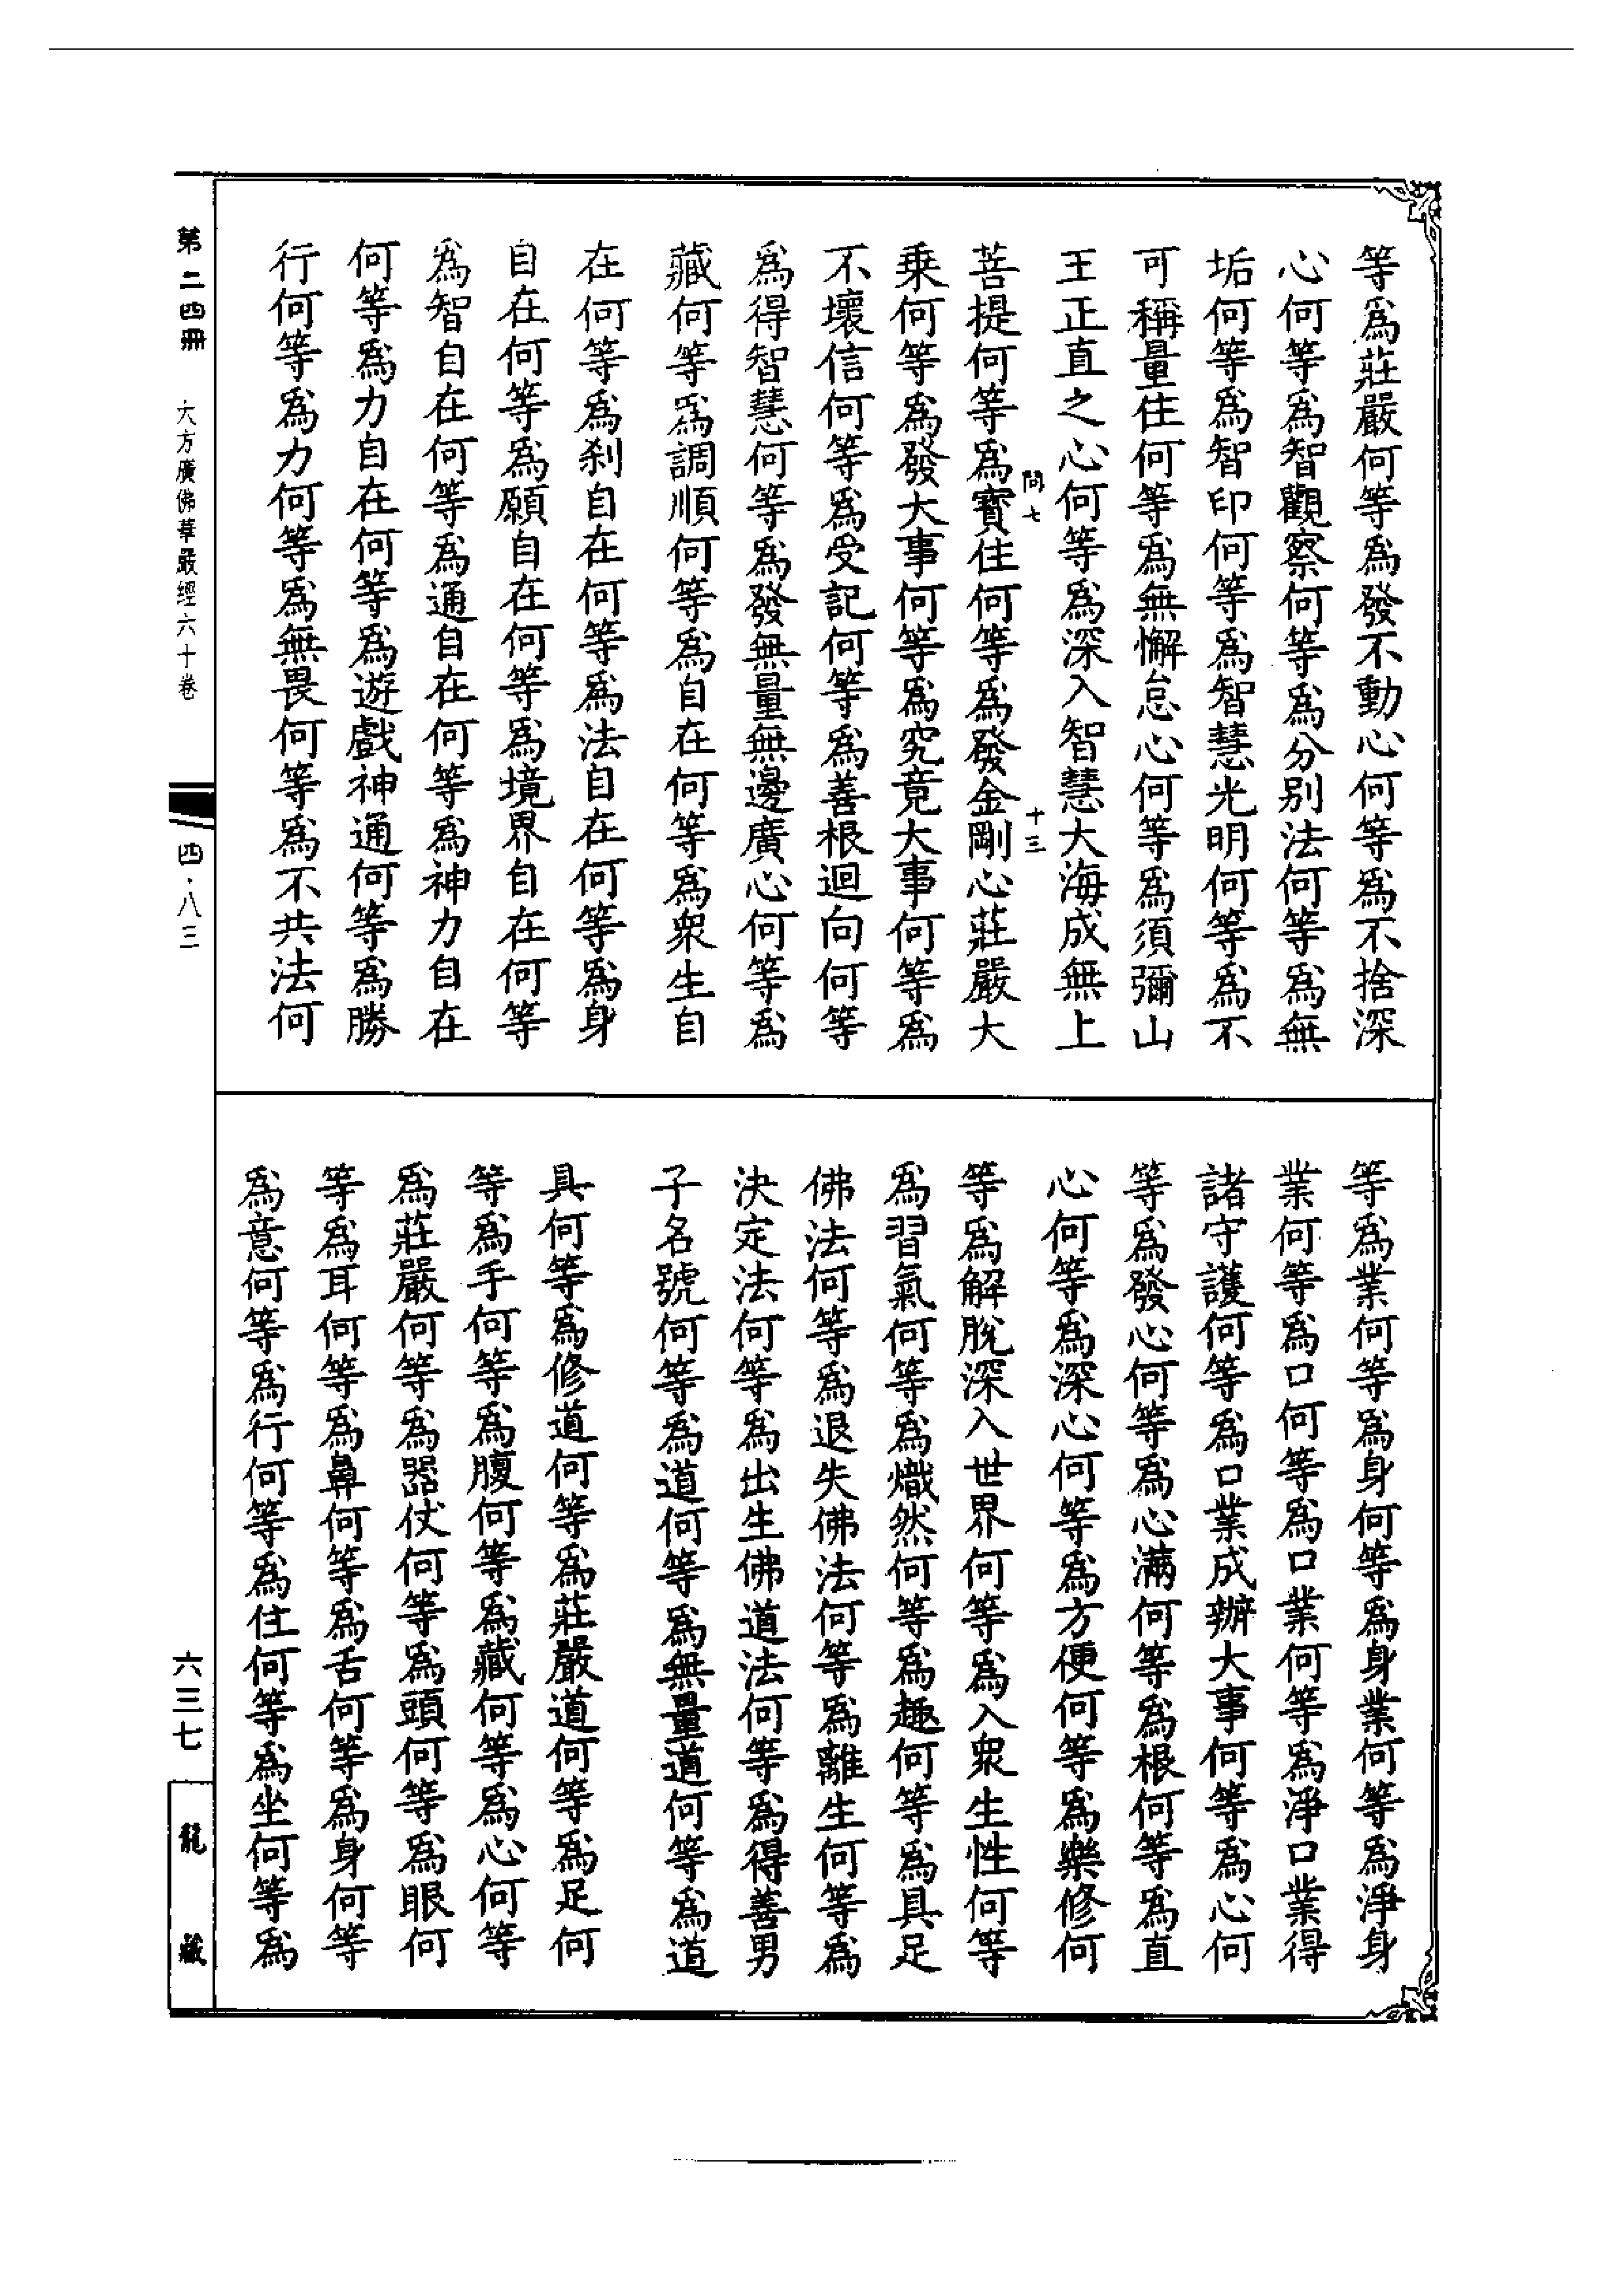 等爲莊嚴何等爲發不動心何等爲不捨深
心何等爲智觀察何等爲分別法何等爲無
垢何等爲智印何等爲智慧光明何等爲不
可稱量住何等爲無懈怠心何等爲須彌山
王正直之心何等爲深入智慧大海成無上
問七 十三
菩提何等爲寶住何等爲發金剛心莊嚴大
乗何等爲發大事何等爲究竟大事何等爲
不壞信何等爲受記何等爲善根迴向何等
爲得智慧何等爲發無量無邊廣心何等爲
藏何等爲調順何等爲自在何等爲衆生自
在何等爲刹自在何等爲法自在何等爲身
自在何等爲願自在何等爲境界自在何等
爲智自在何等爲通自在何等爲神力自在
何等爲力自在何等爲遊戲神通何等爲勝
行何等爲力何等爲無畏何等爲不共法何
等爲業何等爲身何等爲身業何等爲淨身
業何等爲口何等爲口業何等爲淨口業得
諸守護何等爲口業成辦大事何等爲心何
等爲發心何等爲心滿何等爲根何等爲直
心何等爲深心何等爲方便何等爲樂修何
等爲解脫深入世界何等爲入衆生性何等
爲習氣何等爲熾然何等爲趣何等爲具足
佛法何等爲退失佛法何等爲離生何等爲
決定法何等爲出生佛道法何等爲得善男
子名號何等爲道何等爲無量道何等爲道
具何等爲修道何等爲莊嚴道何等爲足何
等爲手何等爲腹何等爲藏何等爲心何等
爲莊嚴何等爲器仗何等爲頭何等爲眼何
等爲耳何等爲鼻何等爲舌何等爲身何等
爲意何等爲行何等爲住何等爲坐何等爲
第二四冊 大方廣佛華嚴經六十卷 四·八三 六三七 龍藏